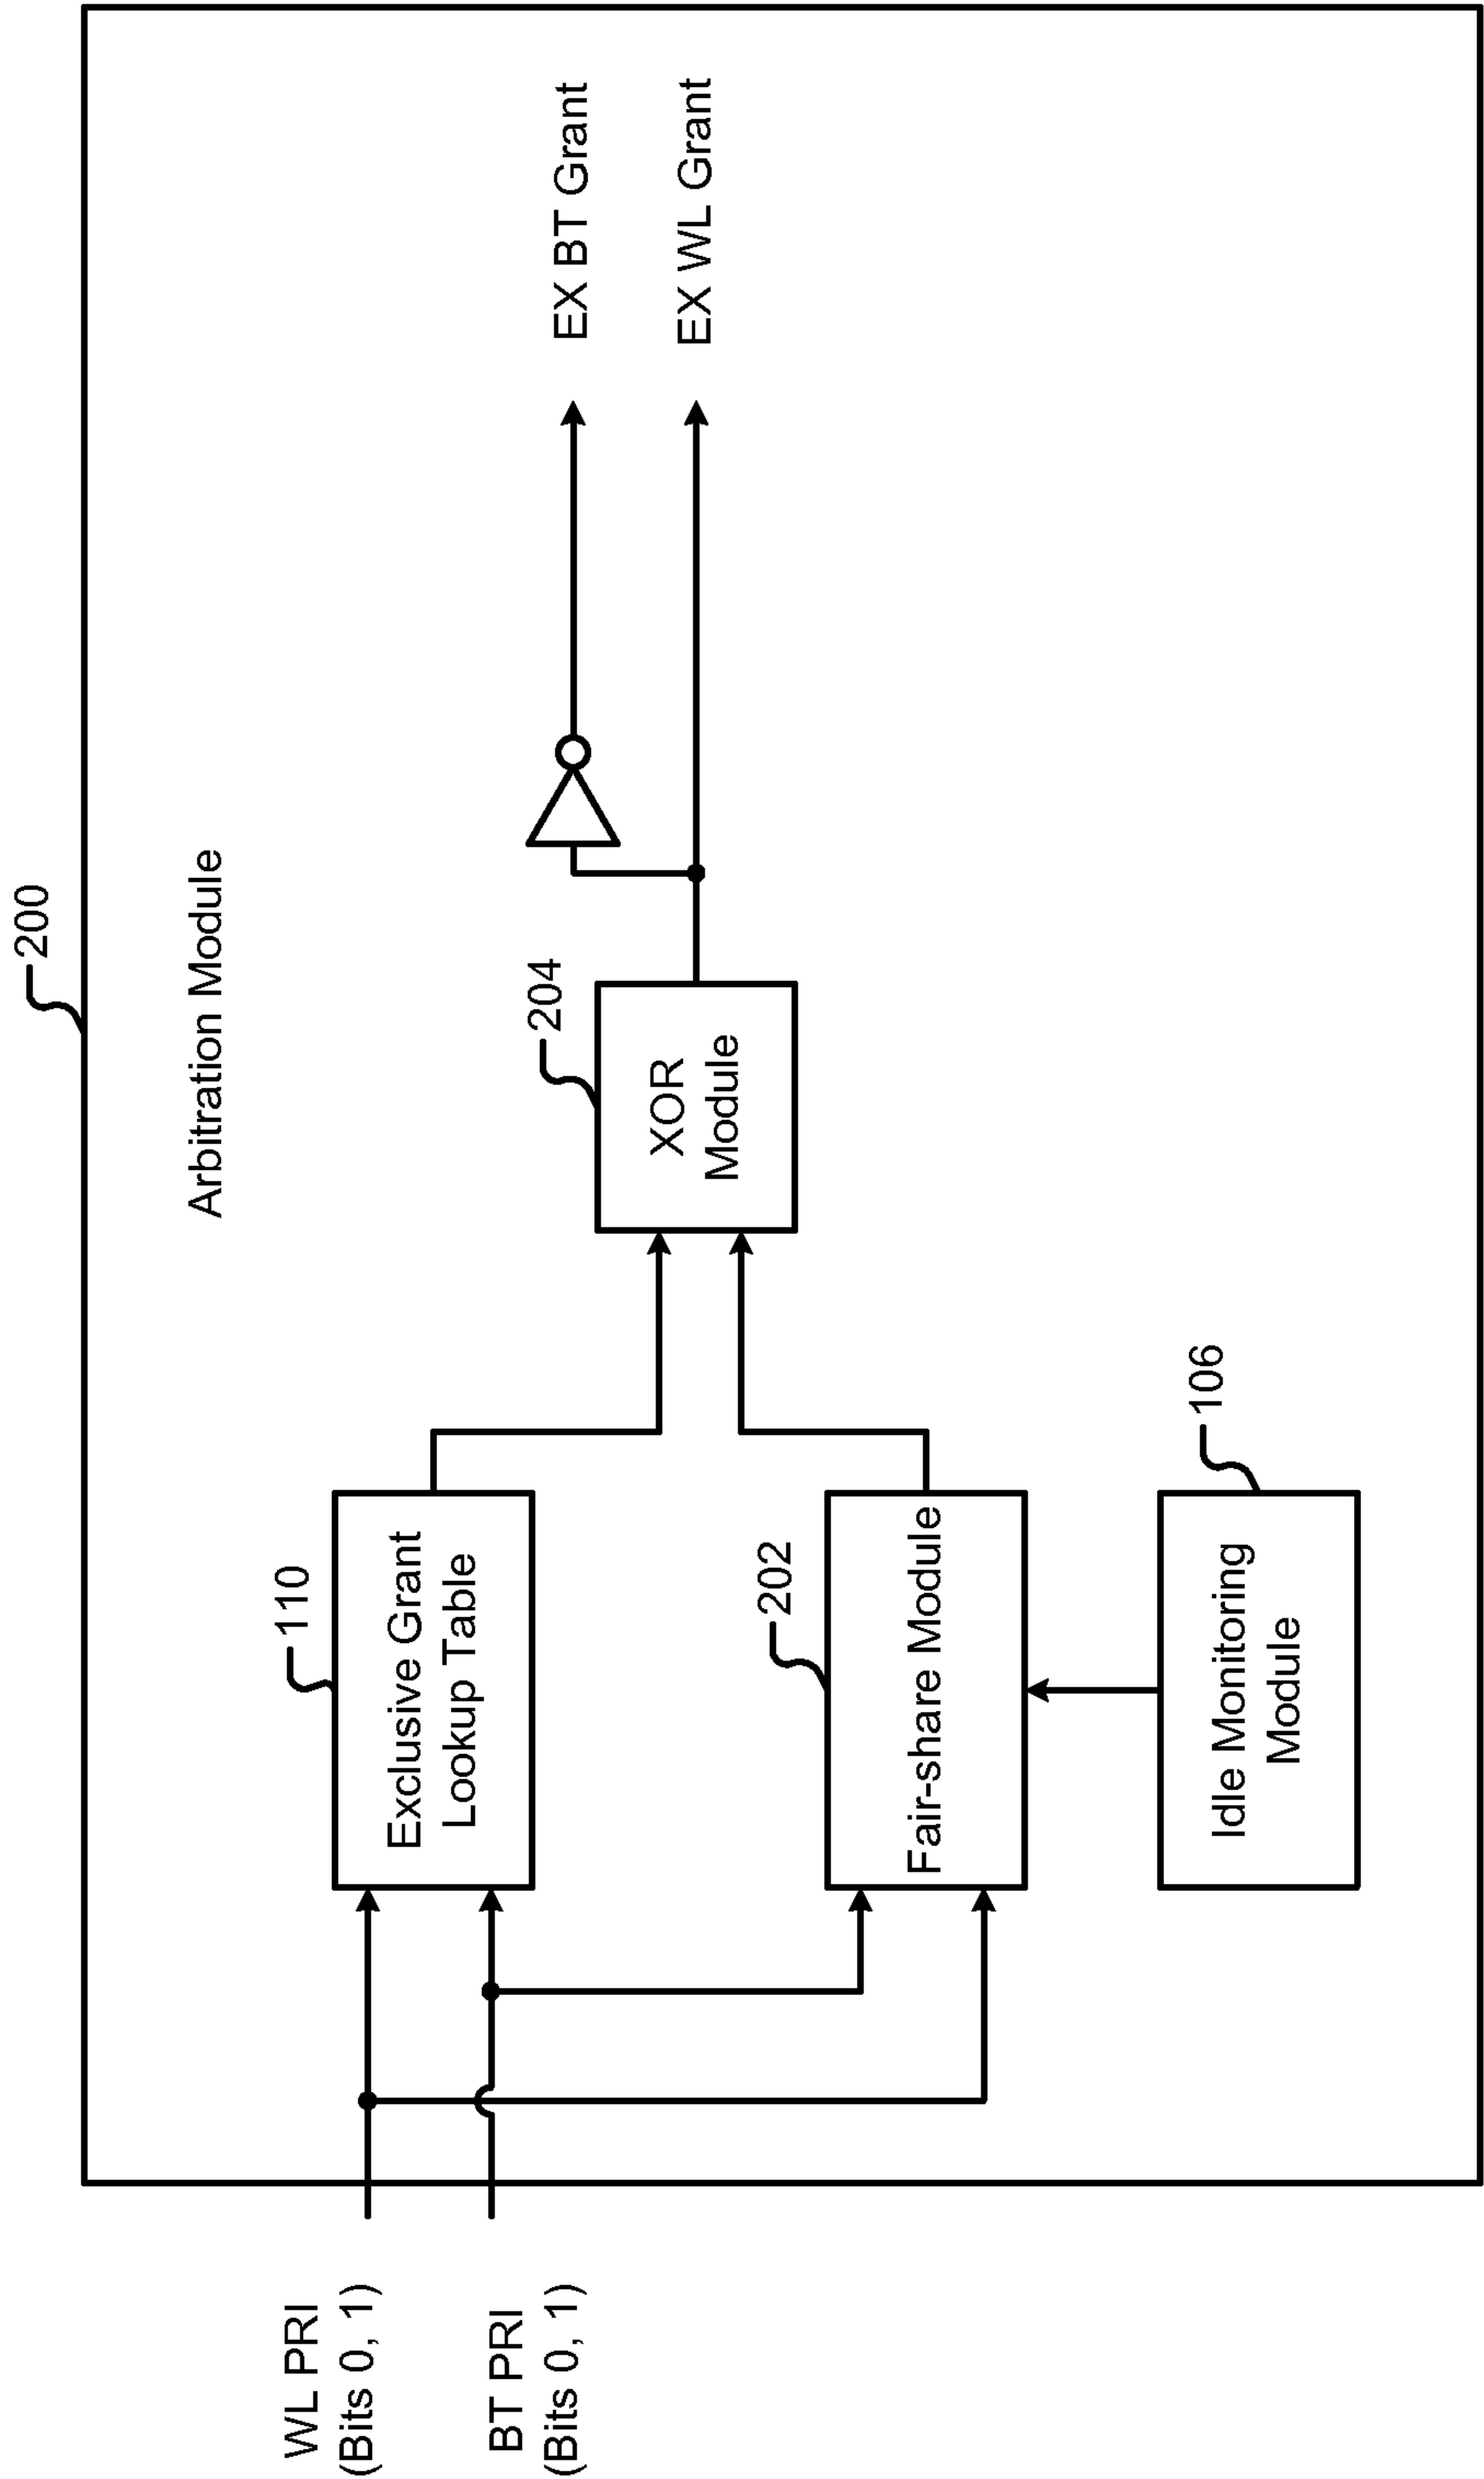 200
Arbitration Module
WL PRI
(Bits 0, 1)
BT PRI
(Bits 0, 1)
110
Exclusive Grant
Lookup Table
202
Fair-share Module
106
Idle Monitoring
Module
204
XOR
Module
EX BT Grant
EX WL Grant